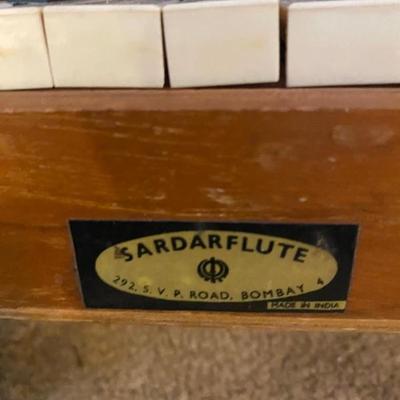 SARDARFLUTE
292, S. V. P. ROAD, BOMBAY 4
MADE IN INDIA